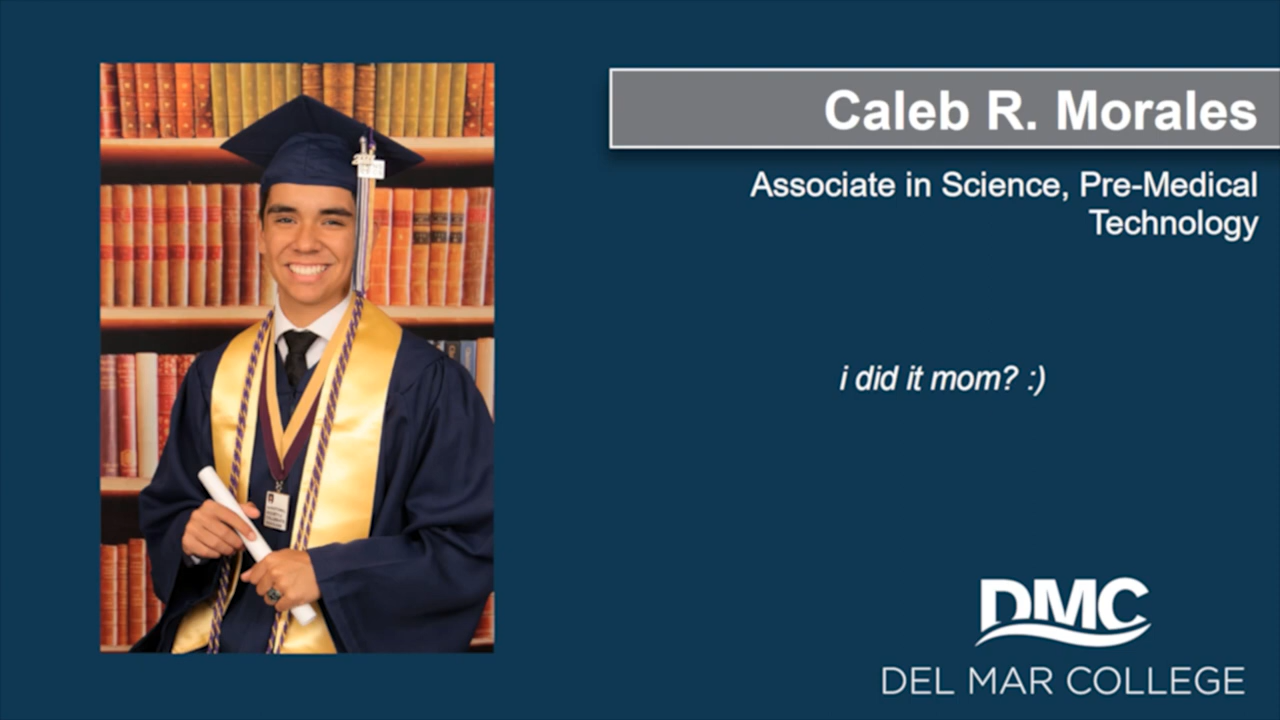 Caleb R. Morales
Associate in Science, Pre-Medical
Technology
i did it mom? :)
DMC
DEL MAR COLLEGE